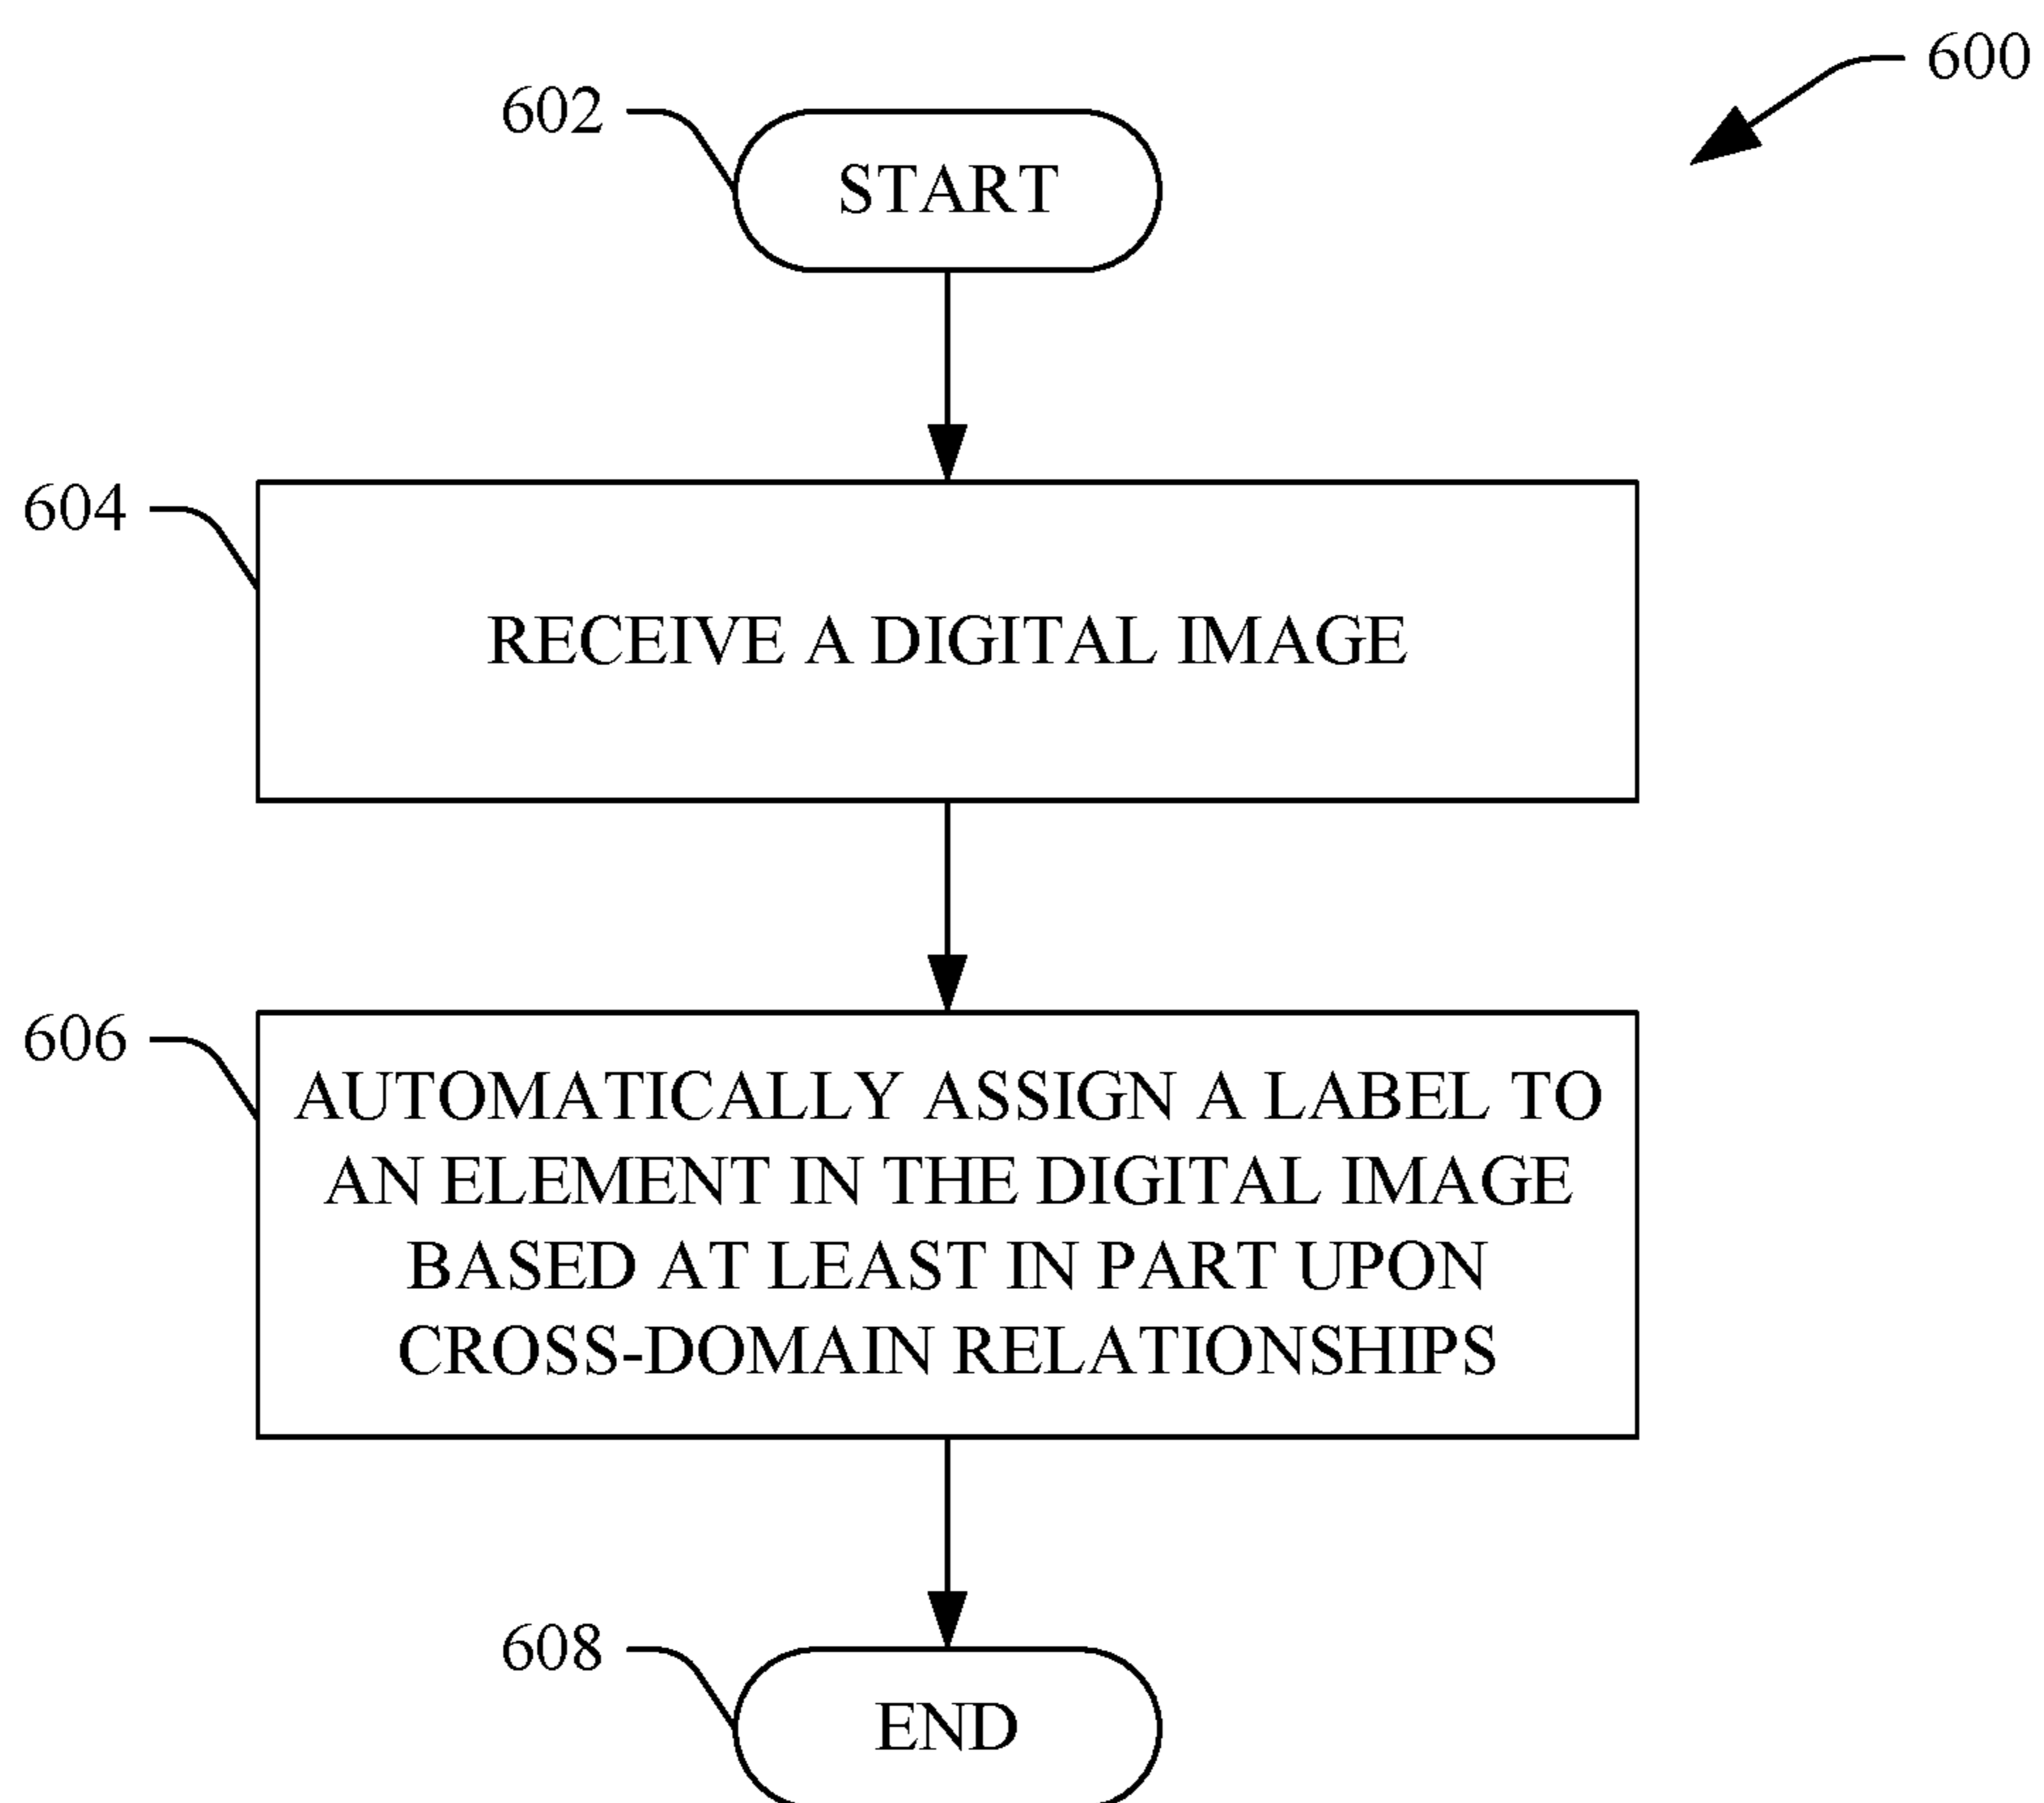 600
602
START
604
RECEIVE A DIGITAL IMAGE
606
AUTOMATICALLY ASSIGN A LABEL TO
AN ELEMENT IN THE DIGITAL IMAGE
BASED AT LEAST IN PART UPON
CROSS-DOMAIN RELATIONSHIPS
608
END